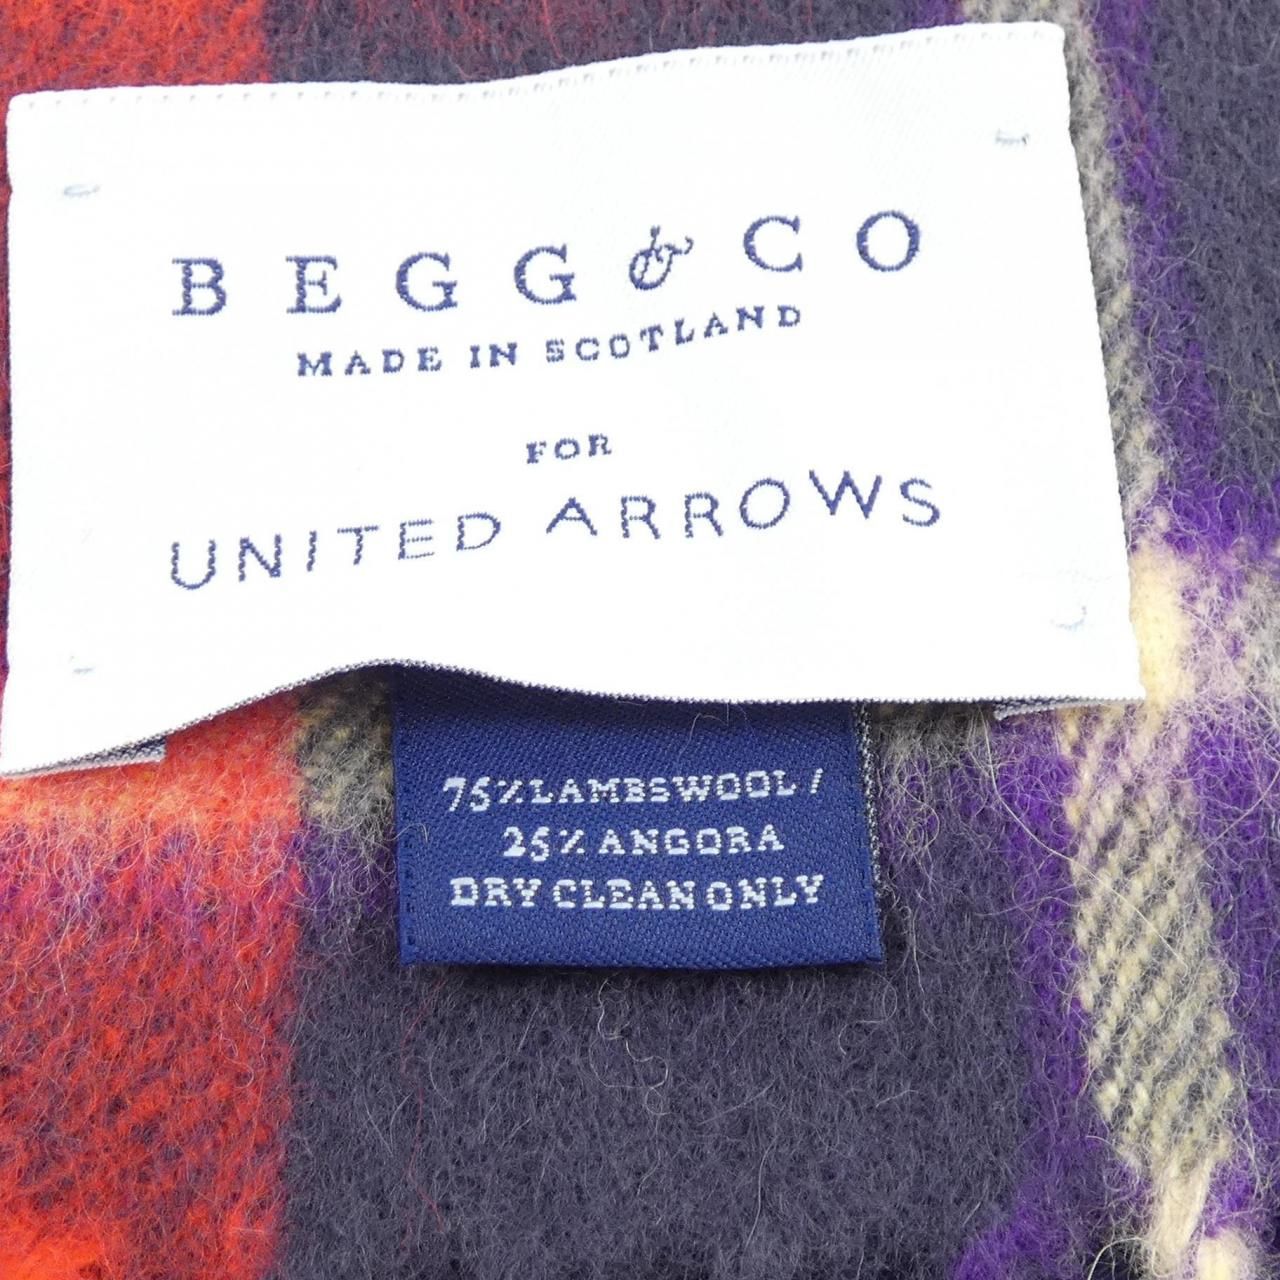 BEGG & CO
MADE IN SCOTLAND
FOR
UNITED ARROWS
75% LAMBSWOOL /
25% ANGORA
DRY CLEAN ONLY